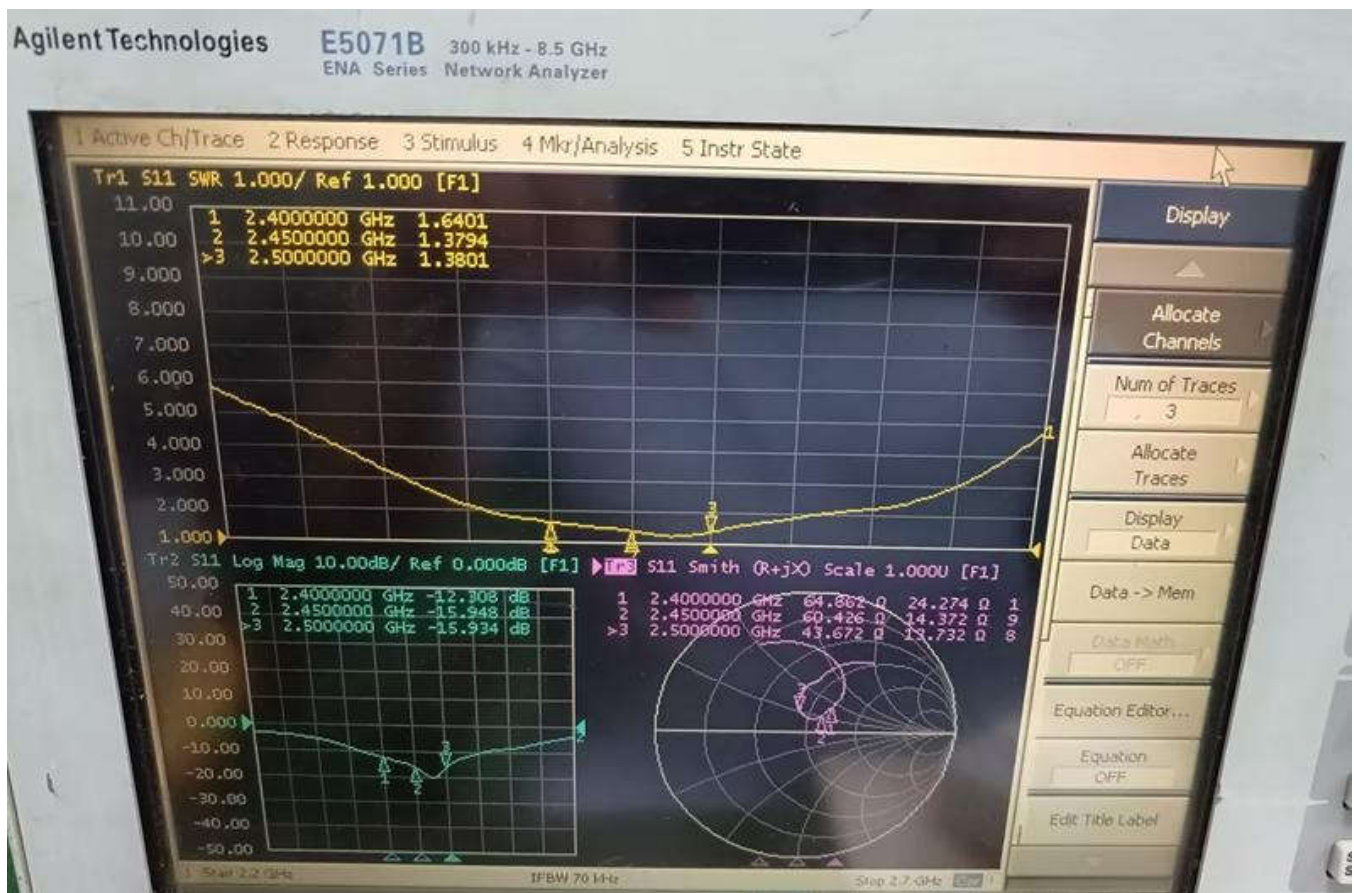 Agilent Technologies E5071B 300 kHz - 8.5 GHz
ENA Series Network Analyzer
1 Active Ch/Trace 2 Response 3 Stimulus 4 Mkr/Analysis 5 Instr State
Tr1 S11 SWR 1.000/ Ref 1.000 [F1]
11.00
10.00
9.000
8.000
7.000
6.000
5.000
4.000
3.000
2.000
1.000
1 2.4000000 GHz 1.6401
2 2.4500000 GHz 1.3794
>3 2.5000000 GHz 1.3801
Tr2 S11 Log Mag 10.00dB/ Ref 0.000dB [F1]
50.00
40.00
30.00
20.00
10.00
0.000
-10.00
-20.00
-30.00
-40.00
-50.00
1 2.4000000 GHz -12.308 dB
2 2.4500000 GHz -15.948 dB
>3 2.5000000 GHz -15.934 dB
Tr3 S11 Smith (R+jX) Scale 1.000U [F1]
1 2.4000000 GHz 64.862 Ω 24.274 Ω 1
2 2.4500000 GHz 60.426 Ω 14.372 Ω 9
>3 2.5000000 GHz 43.672 Ω 13.732 Ω 8
1 Start 2.2 GHz IFBW 70 kHz Stop 2.7 GHz Cor
Display
Allocate
Channels
Num of Traces
3
Allocate
Traces
Display
Data
Data -> Mem
Data Math
OFF
Equation Editor...
Equation
OFF
Edit Title Label